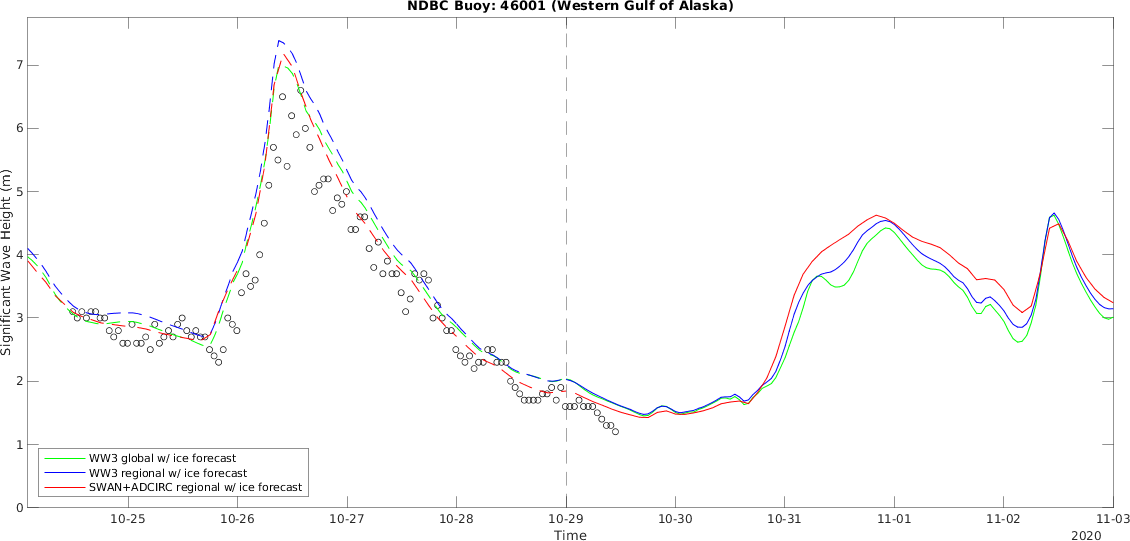 NDBC Buoy: 46001 (Western Gulf of Alaska)
Significant Wave Height (m)
7
6
5
4
3
2
1
0
WW3 global w/ ice forecast
WW3 regional w/ ice forecast
SWAN+ADCIRC regional w/ ice forecast
10-25 10-26 10-27 10-28 10-29 10-30 10-31 11-01 11-02 11-03
Time
2020